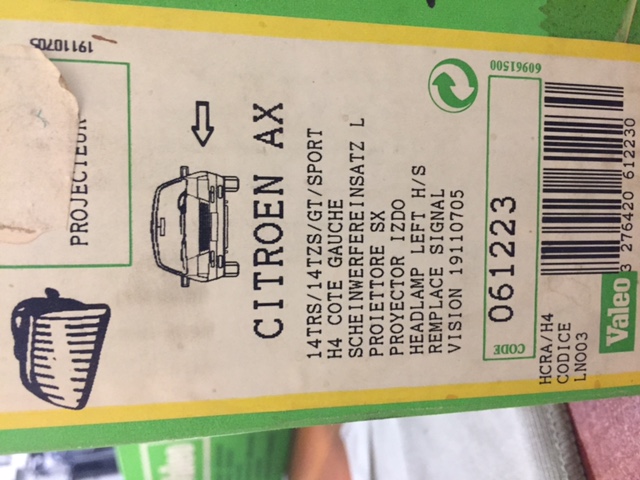 19110705
PROJECTEUR
CITROEN AX
14TRS/14TZS/GT/SPORT
H4 COTE GAUCHE
SCHEINWERFEREINSATZ L
PROIETTORE SX
PROYECTOR IZDO
HEADLAMP LEFT H/S
REMPLACE SIGNAL
VISION 19110705
60961500
CODE
061223
3 276420 612230
HCRA/H4
CODICE
LN003
Valeo